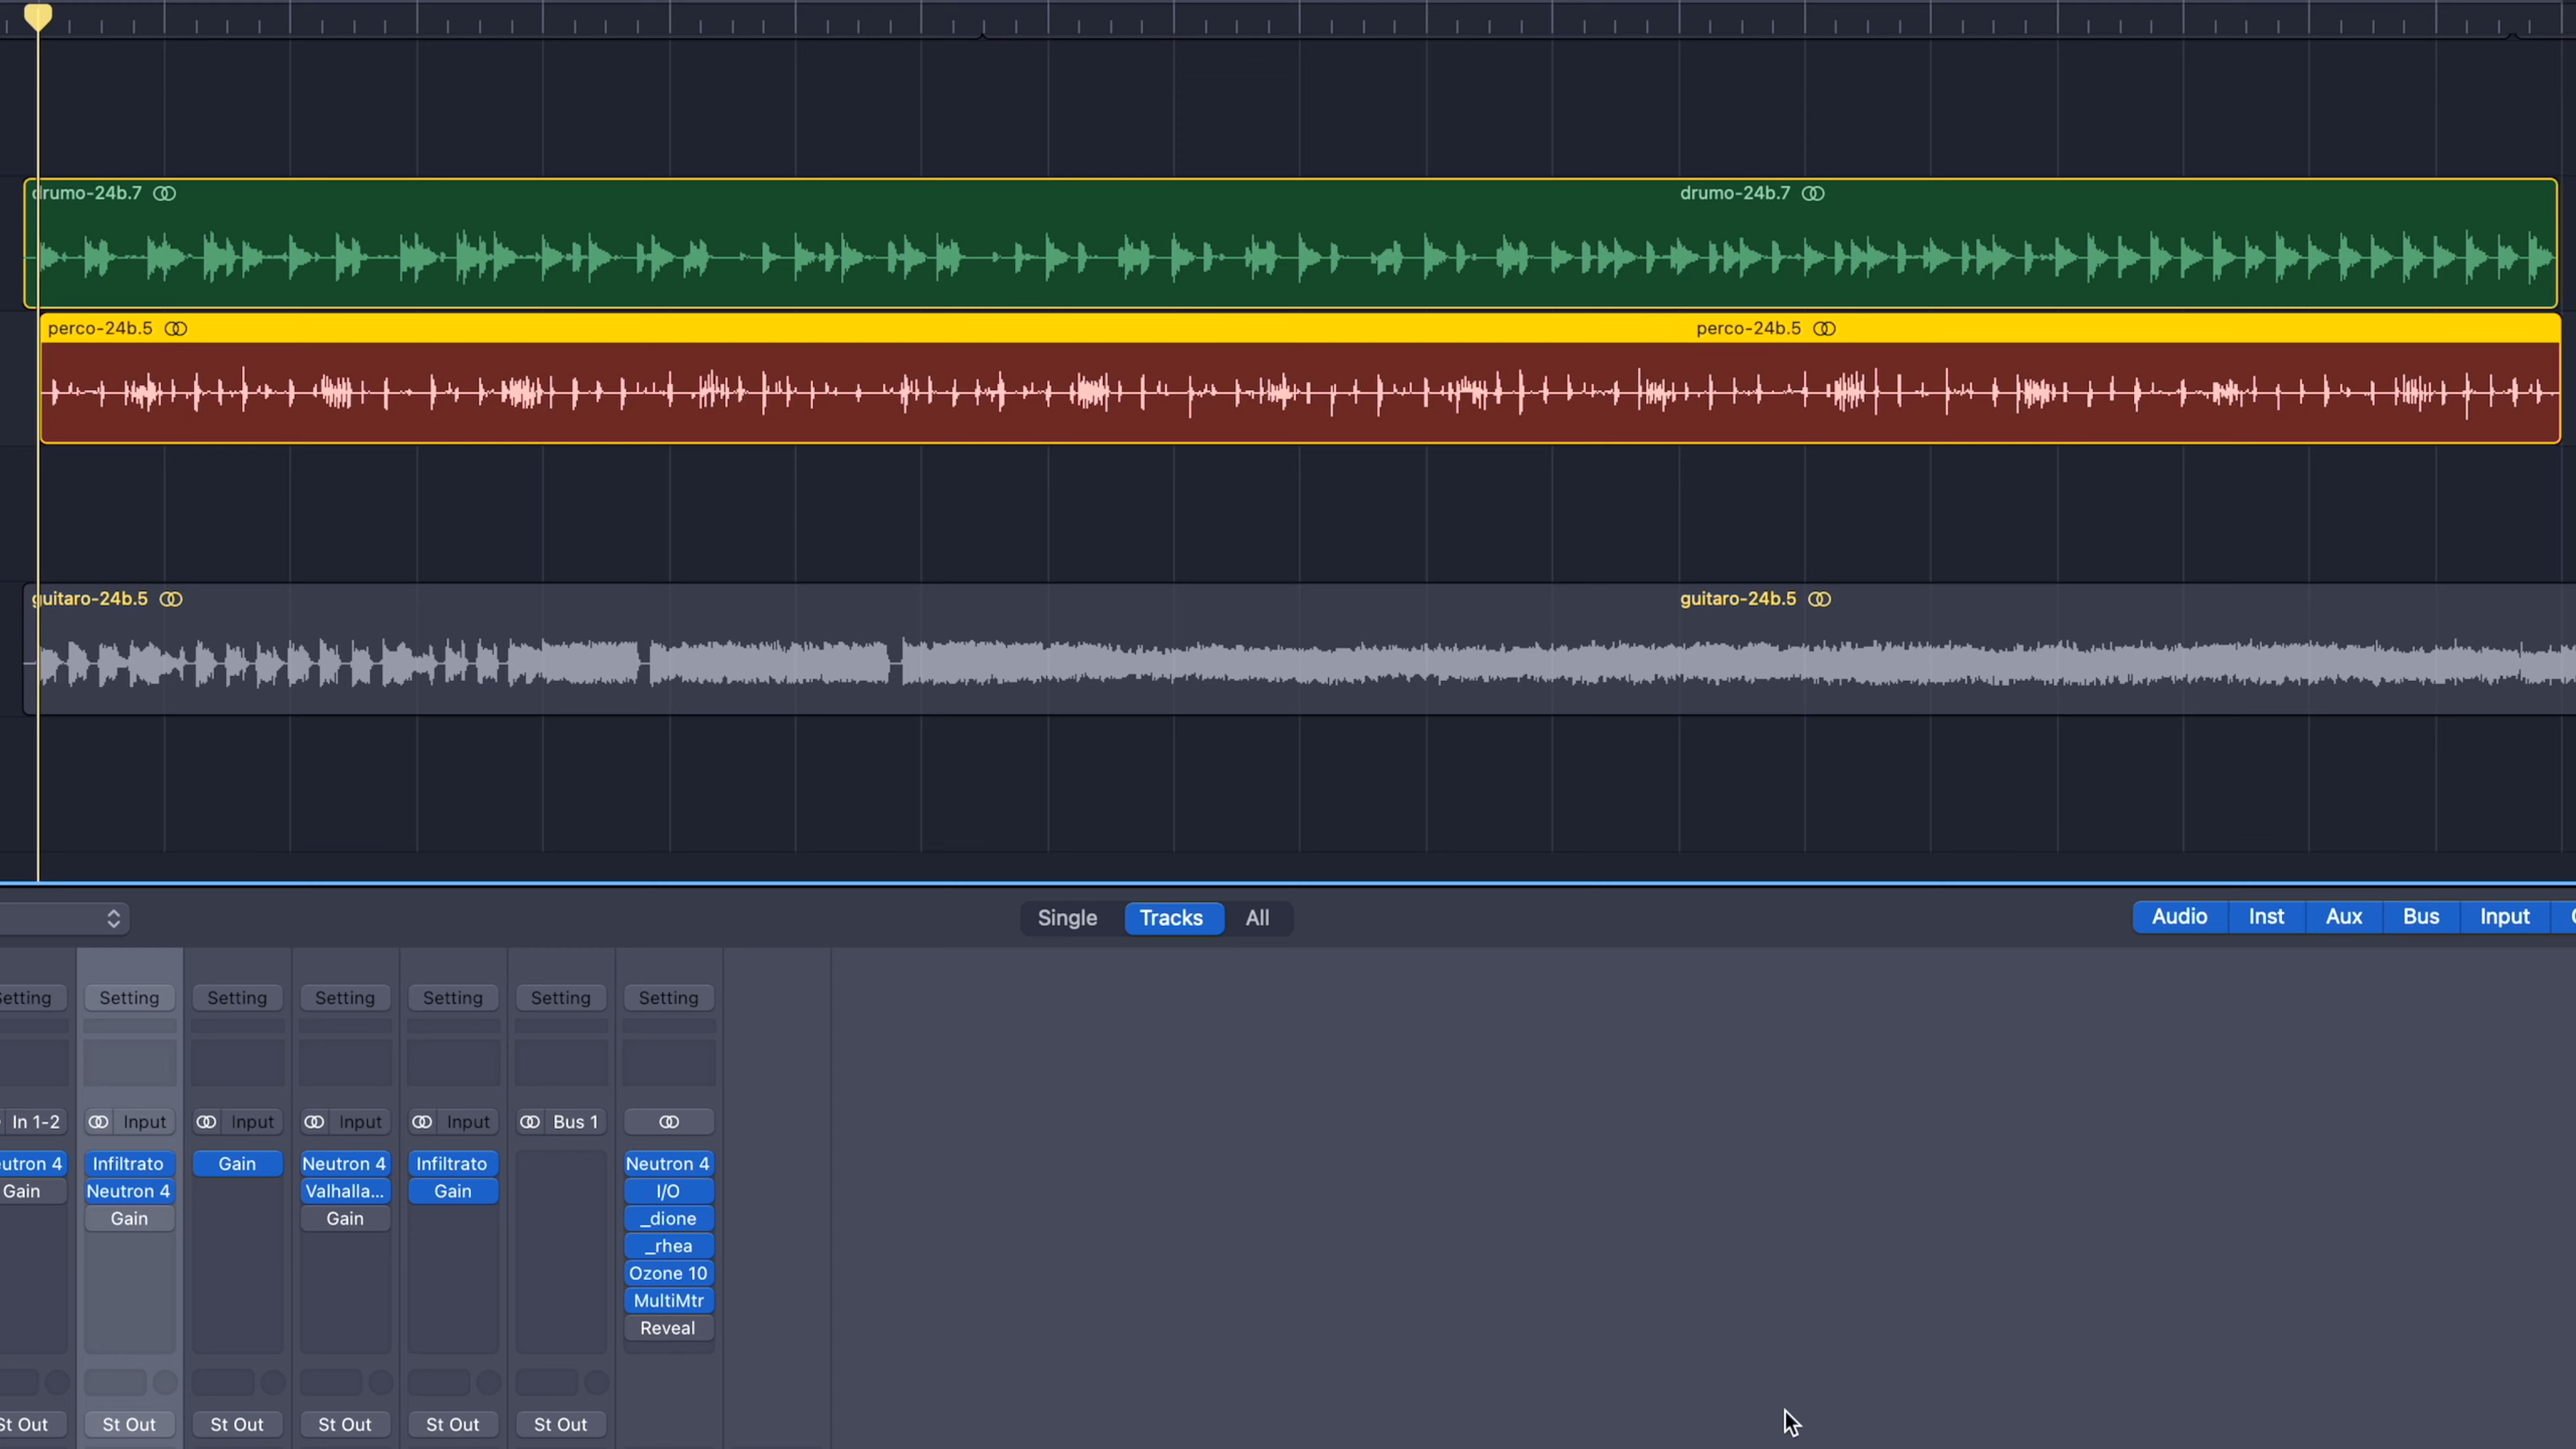 drumo-24b.7 drumo-24b.7
perco-24b.5 perco-24b.5
guitaro-24b.5 guitaro-24b.5
Single Tracks All Audio Inst Aux Bus Input
Setting Setting Setting Setting Setting Setting Setting
In 1-2 Input Input Input Input Bus 1
utron 4 Infiltrato Gain Neutron 4 Infiltrato Neutron 4
Gain Neutron 4 Valhalla... Gain I/O
Gain Gain _dione
_rhea
Ozone 10
MultiMtr
Reveal
St Out St Out St Out St Out St Out St Out